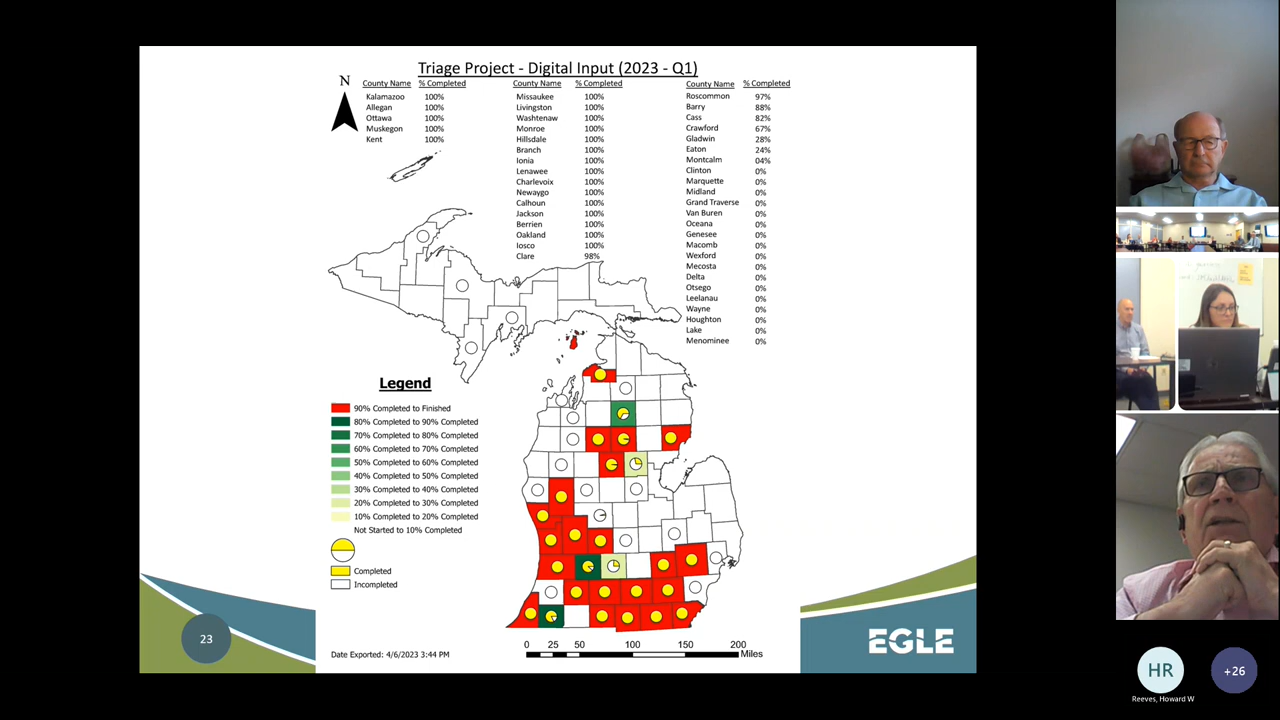 Triage Project - Digital Input (2023 - Q1)
N
County Name % Completed
Kalamazoo 100%
Allegan 100%
Ottawa 100%
Muskegon 100%
Kent 100%
County Name % Completed
Missaukee 100%
Livingston 100%
Washtenaw 100%
Monroe 100%
Hillsdale 100%
Branch 100%
Ionia 100%
Lenawee 100%
Charlevoix 100%
Newaygo 100%
Calhoun 100%
Jackson 100%
Berrien 100%
Oakland 100%
Iosco 100%
Clare 98%
County Name % Completed
Roscommon 97%
Barry 88%
Cass 82%
Crawford 67%
Gladwin 28%
Eaton 24%
Montcalm 04%
Clinton 0%
Marquette 0%
Midland 0%
Grand Traverse 0%
Van Buren 0%
Oceana 0%
Genesee 0%
Macomb 0%
Wexford 0%
Mecosta 0%
Delta 0%
Otsego 0%
Leelanau 0%
Wayne 0%
Houghton 0%
Lake 0%
Menominee 0%
Legend
90% Completed to Finished
80% Completed to 90% Completed
70% Completed to 80% Completed
60% Completed to 70% Completed
50% Completed to 60% Completed
40% Completed to 50% Completed
30% Completed to 40% Completed
20% Completed to 30% Completed
10% Completed to 20% Completed
Not Started to 10% Completed
Completed
Incompleted
23
Date Exported: 4/6/2023 3:44 PM
0 25 50 100 150 200
Miles
EGLE
HR
+26
Reeves, Howard W